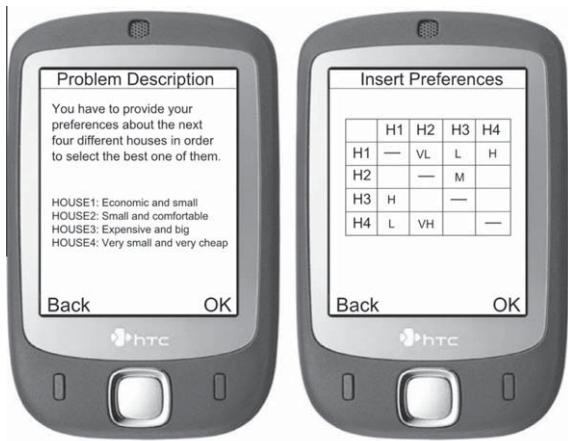 Problem Description
You have to provide your
preferences about the next
four different houses in order
to select the best one of them.
HOUSE1: Economic and small
HOUSE2: Small and comfortable
HOUSE3: Expensive and big
HOUSE4: Very small and very cheap
Back OK
hTC
Insert Preferences
H1 H2 H3 H4
H1 — VL L H
H2 — M
H3 H —
H4 L VH —
Back OK
hTC